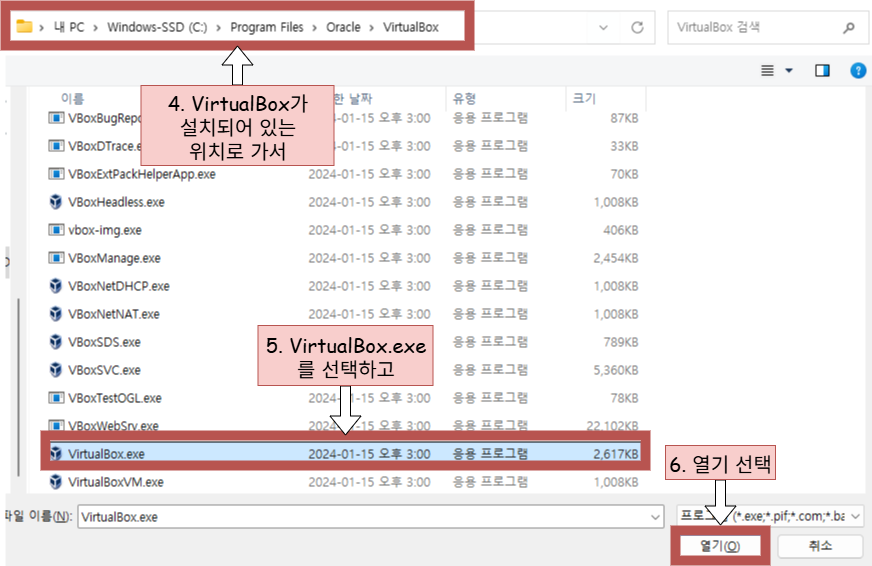 내 PC > Windows-SSD (C:) > Program Files > Oracle > VirtualBox
VirtualBox 검색
이름 한 날짜 유형 크기
4. VirtualBox가
설치되어 있는
위치로 가서
VBoxBugRepo 4-01-15 오후 3:00 응용 프로그램 87KB
VBoxDTrace.e 4-01-15 오후 3:00 응용 프로그램 33KB
VBoxExtPackHelperApp.exe 2024-01-15 오후 3:00 응용 프로그램 70KB
VBoxHeadless.exe 2024-01-15 오후 3:00 응용 프로그램 1,008KB
vbox-img.exe 2024-01-15 오후 3:00 응용 프로그램 406KB
VBoxManage.exe 2024-01-15 오후 3:00 응용 프로그램 2,454KB
VBoxNetDHCP.exe 2024-01-15 오후 3:00 응용 프로그램 1,008KB
VBoxNetNAT.exe 2024-01-15 오후 3:00 응용 프로그램 1,008KB
VBoxSDS.exe 응용 프로그램 789KB
VBoxSVC.exe 응용 프로그램 5,360KB
5. VirtualBox.exe
를 선택하고
VBoxTestOGL.exe 2024-01-15 오후 3:00 응용 프로그램 78KB
VBoxWebSrv.exe 2024-01-15 오후 3:00 응용 프로그램 22,102KB
VirtualBox.exe 2024-01-15 오후 3:00 응용 프로그램 2,617KB
VirtualBoxVM.exe 2024-01-15 오후 3:00 응용 프로그램 1,008KB
6. 열기 선택
파일 이름(N): VirtualBox.exe 프로그 (*.exe;*.pif;*.com;*.ba
열기(O) 취소